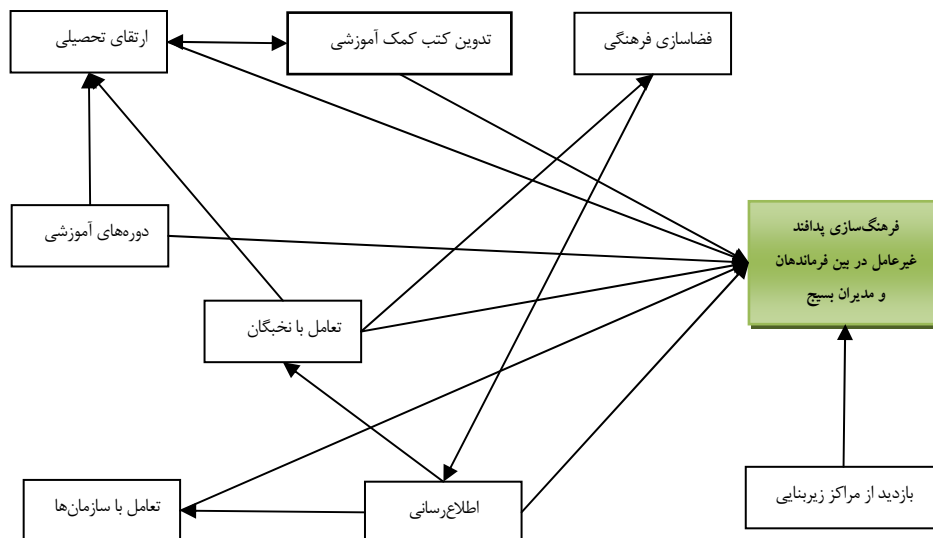 فضاسازی فرهنگی
تدوین کتب کمک آموزشی
ارتقای تحصیلی
دوره‌های آموزشی
فرهنگ‌سازی پدافند
غیرعامل در بین فرماندهان
و مدیران بسیج
تعامل با نخبگان
بازدید از مراکز زیربنایی
اطلاع‌رسانی
تعامل با سازمان‌ها